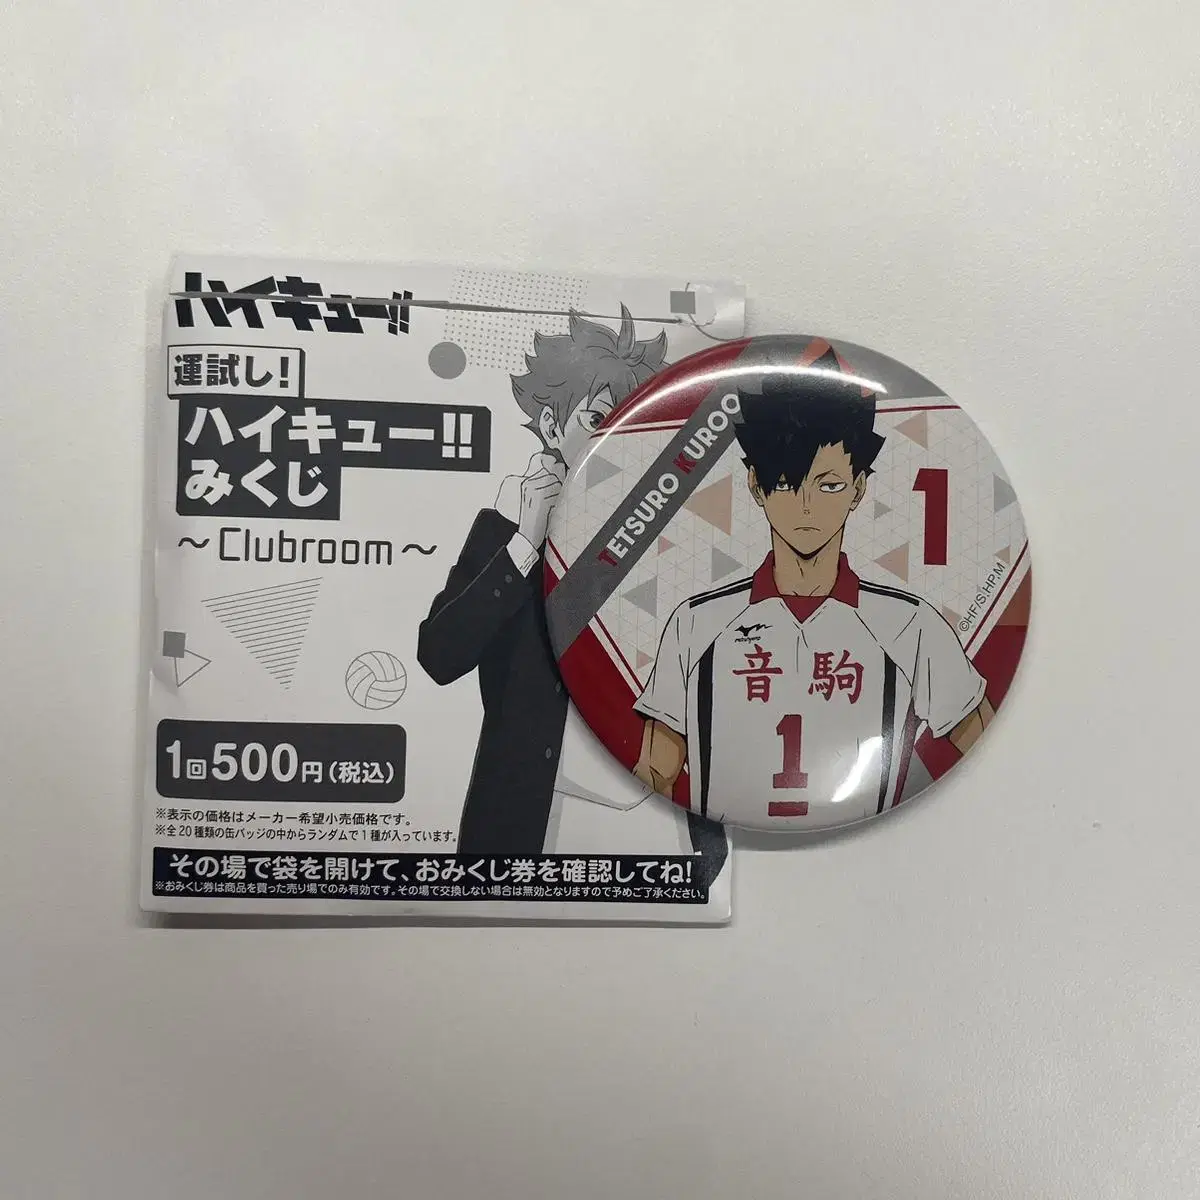 ハイキュー!!
運試し!
ハイキュー!!
みくじ
～Clubroom～
1回500円(税込)
※表示の価格はメーカー希望小売価格です。
※全20種類の缶バッジの中からランダムで1種が入っています。
その場で袋を開けて、おみくじ券を確認してね!
※おみくじ券は商品を買った売り場でのみ有効です。その場で交換しない場合は無効となりますので予めご了承ください。
TETSURO KUROO
1
©HF/S,HP,M
mizuno
音駒
1